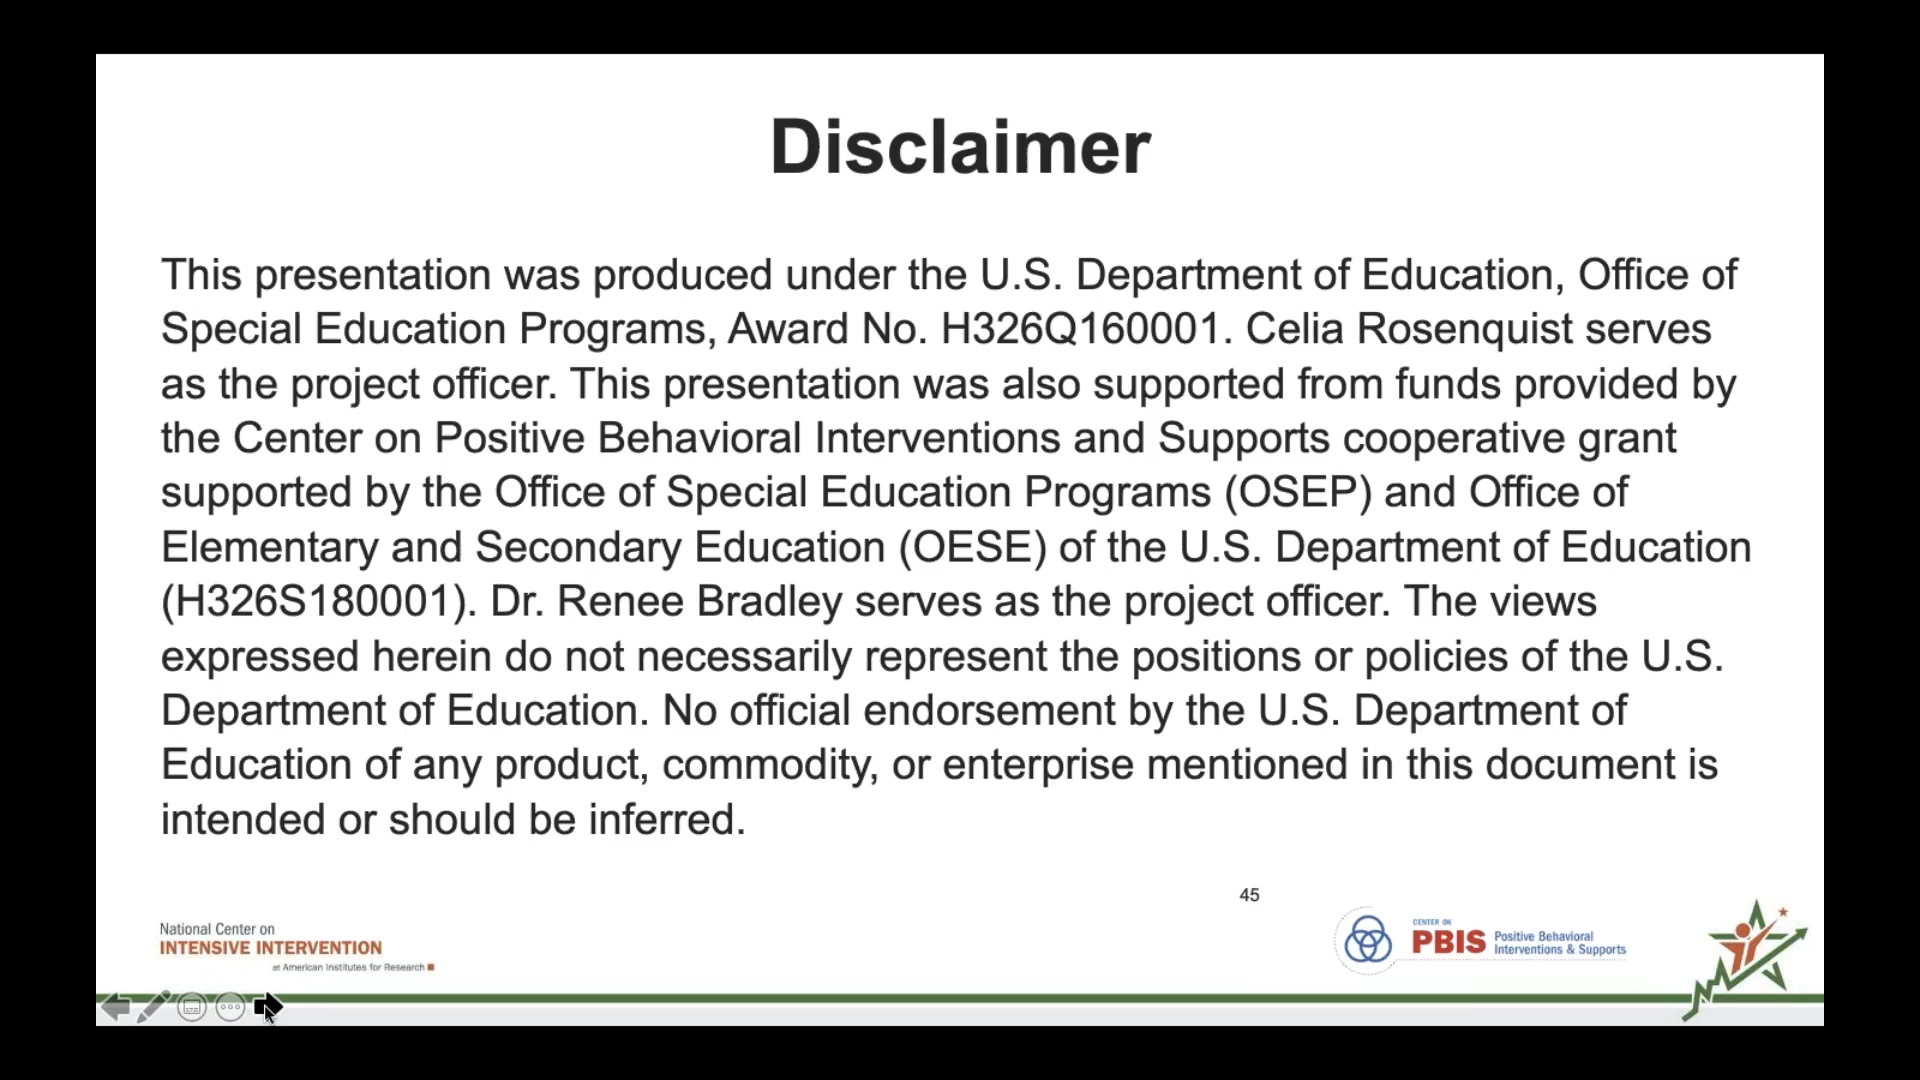 Disclaimer
This presentation was produced under the U.S. Department of Education, Office of
Special Education Programs, Award No. H326Q160001. Celia Rosenquist serves
as the project officer. This presentation was also supported from funds provided by
the Center on Positive Behavioral Interventions and Supports cooperative grant
supported by the Office of Special Education Programs (OSEP) and Office of
Elementary and Secondary Education (OESE) of the U.S. Department of Education
(H326S180001). Dr. Renee Bradley serves as the project officer. The views
expressed herein do not necessarily represent the positions or policies of the U.S.
Department of Education. No official endorsement by the U.S. Department of
Education of any product, commodity, or enterprise mentioned in this document is
intended or should be inferred.
45
National Center on
INTENSIVE INTERVENTION
at American Institutes for Research
CENTER ON
PBIS Positive Behavioral
Interventions & Supports